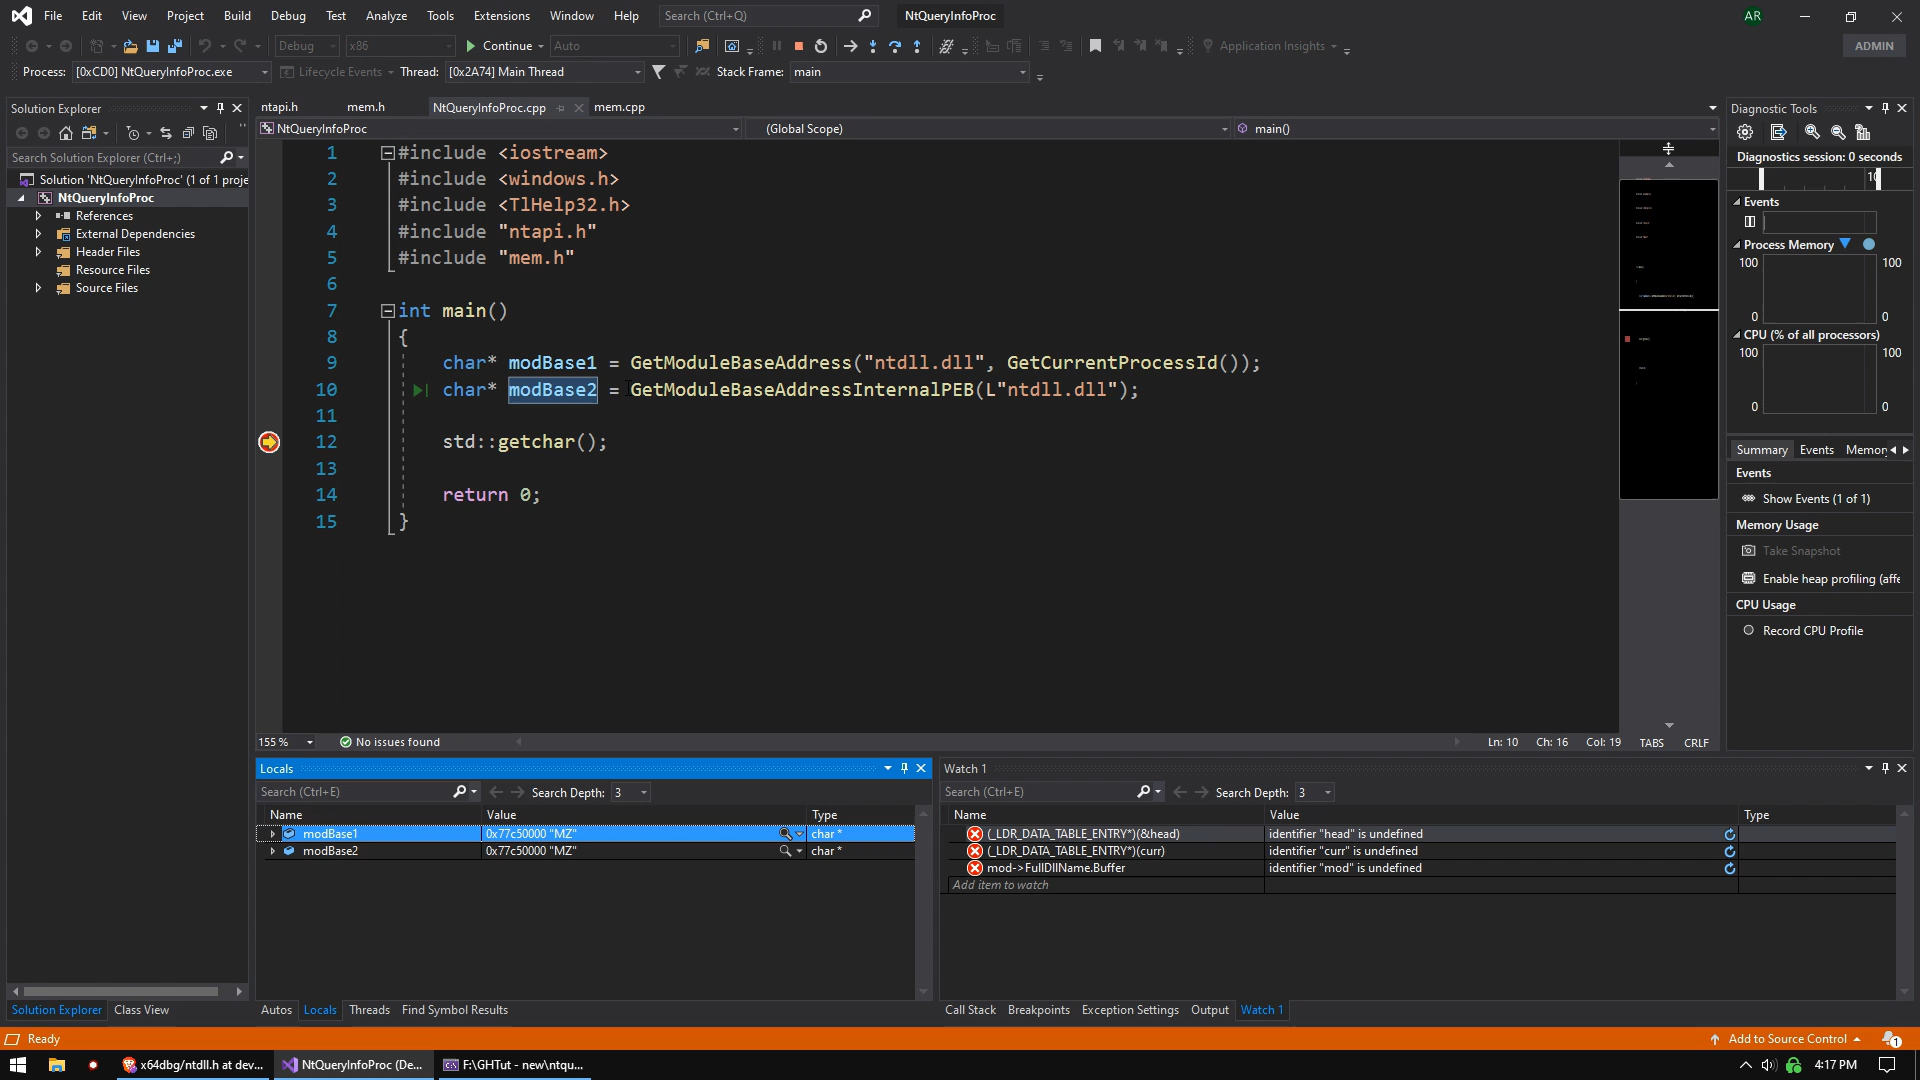 File Edit View Project Build Debug Test Analyze Tools Extensions Window Help Search (Ctrl+Q) NtQueryInfoProc AR
Debug x86 Continue Auto Application Insights ADMIN
Process: [0xCD0] NtQueryInfoProc.exe Lifecycle Events Thread: [0x2A74] Main Thread Stack Frame: main
Solution Explorer
Search Solution Explorer (Ctrl+;)
Solution 'NtQueryInfoProc' (1 of 1 proje
NtQueryInfoProc
References
External Dependencies
Header Files
Resource Files
Source Files
Solution Explorer Class View
ntapi.h mem.h NtQueryInfoProc.cpp mem.cpp
NtQueryInfoProc (Global Scope) main()
1 #include <iostream>
2 #include <windows.h>
3 #include <TlHelp32.h>
4 #include "ntapi.h"
5 #include "mem.h"
6
7 int main()
8 {
9 char* modBase1 = GetModuleBaseAddress("ntdll.dll", GetCurrentProcessId());
10 char* modBase2 = GetModuleBaseAddressInternalPEB(L"ntdll.dll");
11
12 std::getchar();
13
14 return 0;
15 }
155 % No issues found Ln: 10 Ch: 16 Col: 19 TABS CRLF
Locals
Search (Ctrl+E) Search Depth: 3
Name Value Type
modBase1 0x77c50000 "MZ" char *
modBase2 0x77c50000 "MZ" char *
Autos Locals Threads Find Symbol Results
Watch 1
Search (Ctrl+E) Search Depth: 3
Name Value Type
(_LDR_DATA_TABLE_ENTRY*)(&head) identifier "head" is undefined
(_LDR_DATA_TABLE_ENTRY*)(curr) identifier "curr" is undefined
mod->FullDllName.Buffer identifier "mod" is undefined
Add item to watch
Call Stack Breakpoints Exception Settings Output Watch 1
Diagnostic Tools
Diagnostics session: 0 seconds
Events
Process Memory
100 100
0 0
CPU (% of all processors)
100 100
0 0
Summary Events Memory
Events
Show Events (1 of 1)
Memory Usage
Take Snapshot
Enable heap profiling (affe
CPU Usage
Record CPU Profile
Ready Add to Source Control 1
x64dbg/ntdll.h at dev... NtQueryInfoProc (De... F:\GHTut - new\ntqu... 4:17 PM